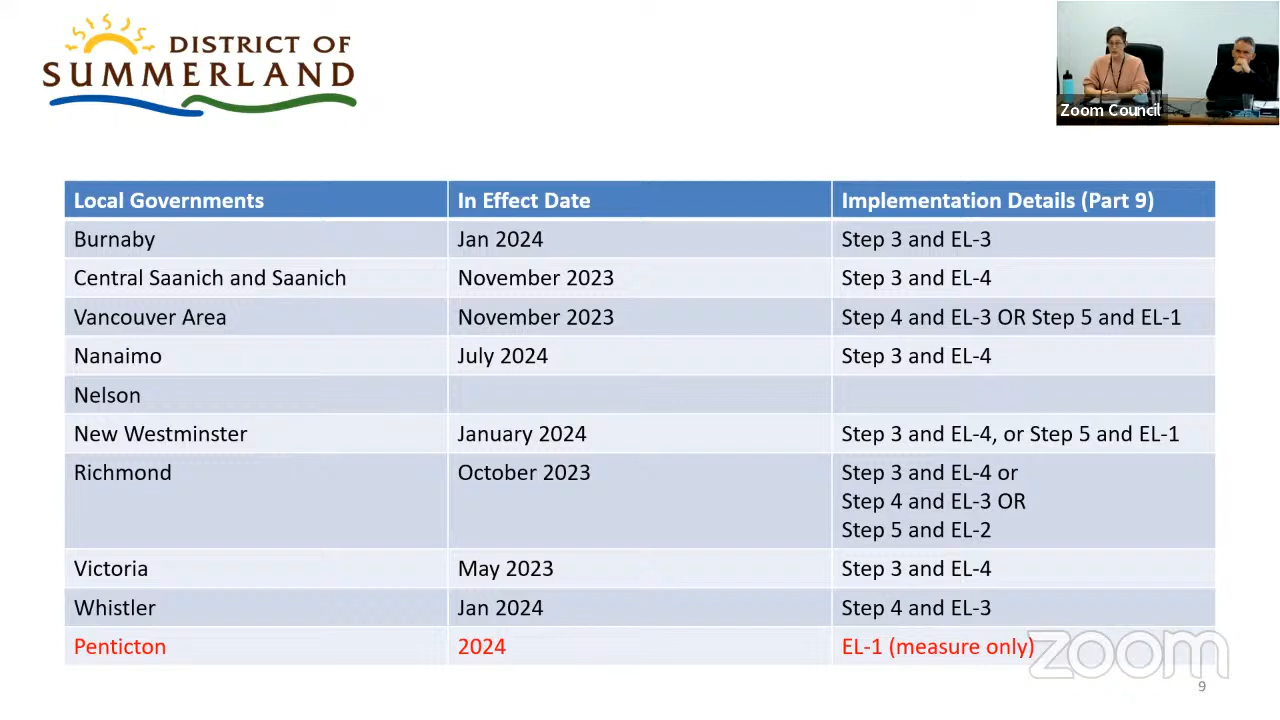 DISTRICT OF
SUMMERLAND
Zoom Council
Local Governments In Effect Date Implementation Details (Part 9)
Burnaby Jan 2024 Step 3 and EL-3
Central Saanich and Saanich November 2023 Step 3 and EL-4
Vancouver Area November 2023 Step 4 and EL-3 OR Step 5 and EL-1
Nanaimo July 2024 Step 3 and EL-4
Nelson
New Westminster January 2024 Step 3 and EL-4, or Step 5 and EL-1
Richmond October 2023 Step 3 and EL-4 or
Step 4 and EL-3 OR
Step 5 and EL-2
Victoria May 2023 Step 3 and EL-4
Whistler Jan 2024 Step 4 and EL-3
Penticton 2024 EL-1 (measure only)
zoom
9